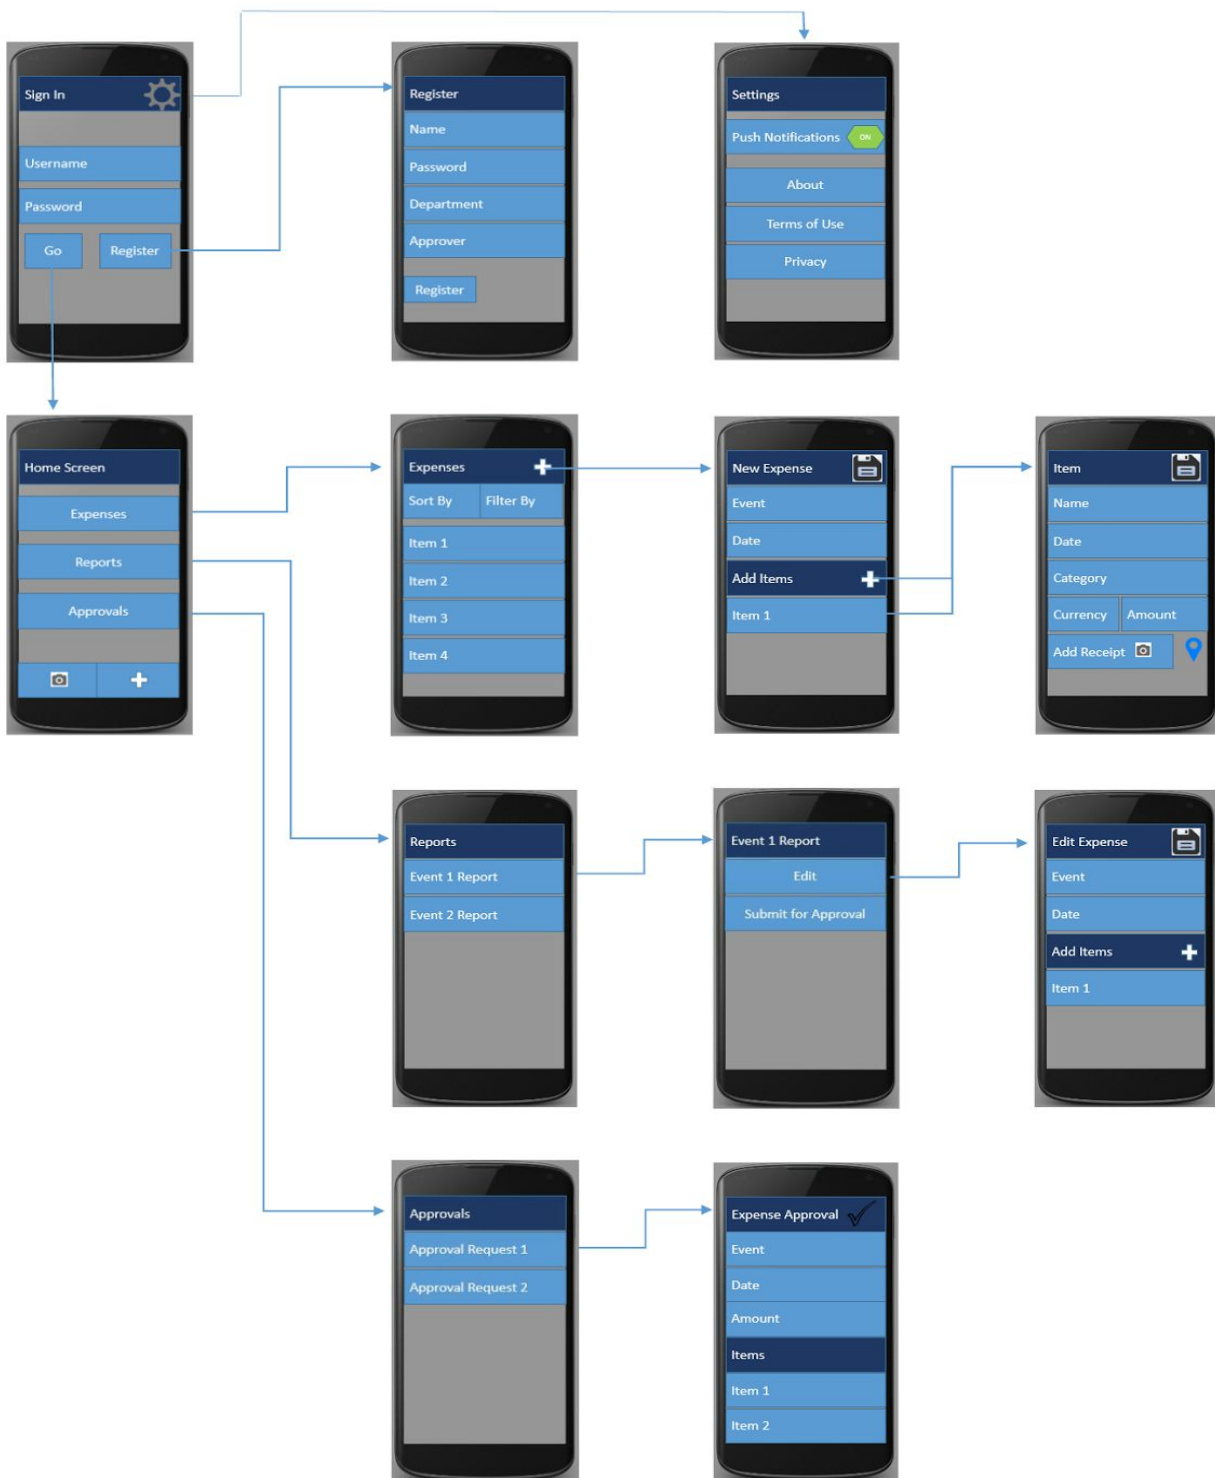 Sign In
Username
Password
Go Register
Register
Name
Password
Department
Approver
Register
Settings
Push Notifications ON
About
Terms of Use
Privacy
Home Screen
Expenses
Reports
Approvals
Expenses
Sort By Filter By
Item 1
Item 2
Item 3
Item 4
New Expense
Event
Date
Add Items
Item 1
Item
Name
Date
Category
Currency Amount
Add Receipt
Reports
Event 1 Report
Event 2 Report
Event 1 Report
Edit
Submit for Approval
Edit Expense
Event
Date
Add Items
Item 1
Approvals
Approval Request 1
Approval Request 2
Expense Approval
Event
Date
Amount
Items
Item 1
Item 2